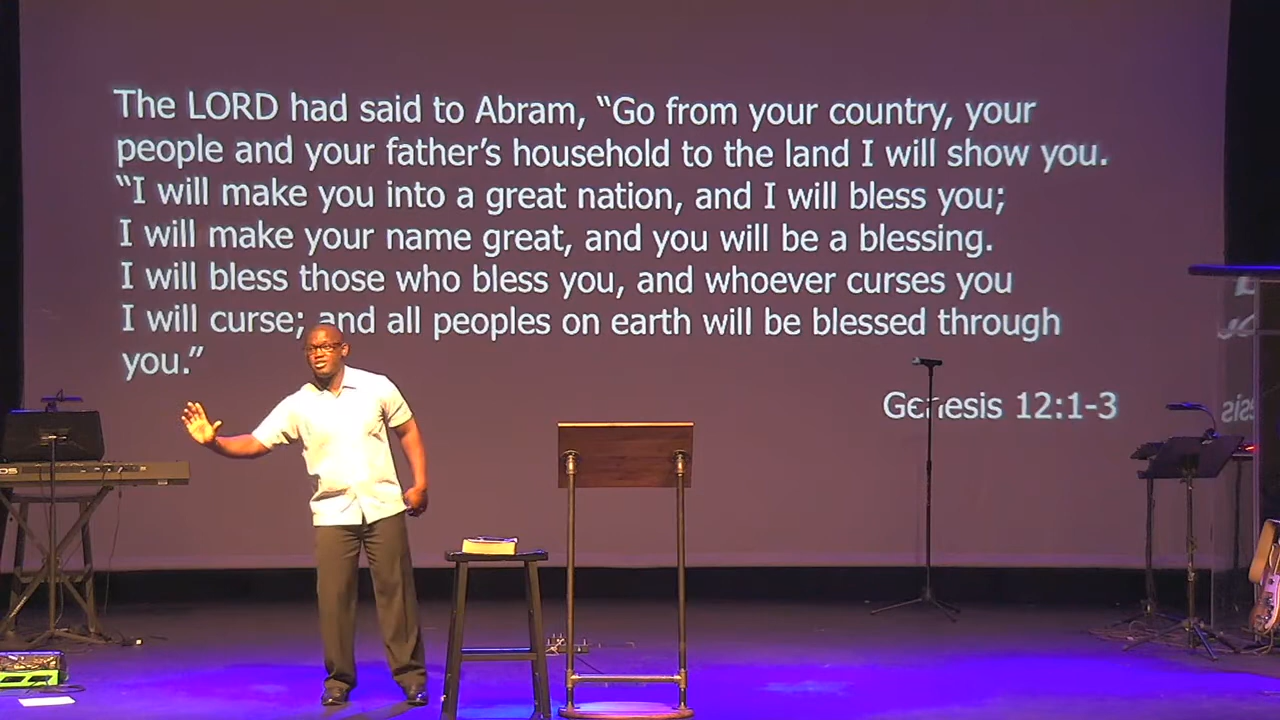 The LORD had said to Abram, “Go from your country, your
people and your father’s household to the land I will show you.
“I will make you into a great nation, and I will bless you;
I will make your name great, and you will be a blessing.
I will bless those who bless you, and whoever curses you
I will curse; and all peoples on earth will be blessed through
you.”
Genesis 12:1-3